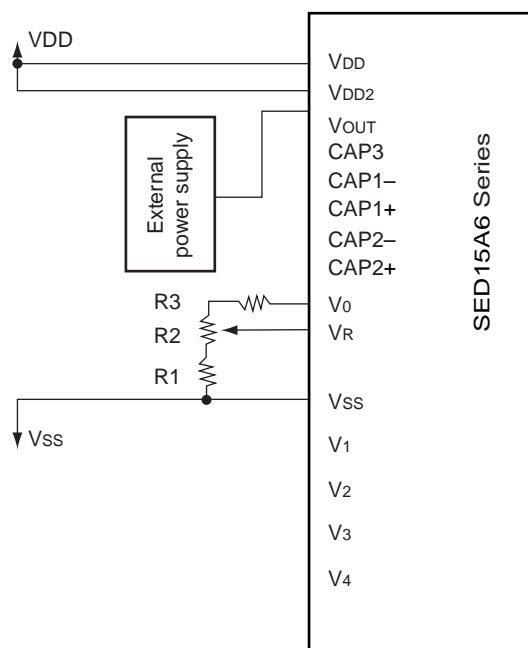 VDD
VDD
VDD2
VOUT
CAP3
CAP1–
CAP1+
CAP2–
CAP2+
External
power supply
SED15A6 Series
R3
V0
R2
VR
R1
VSS
VSS
V1
V2
V3
V4